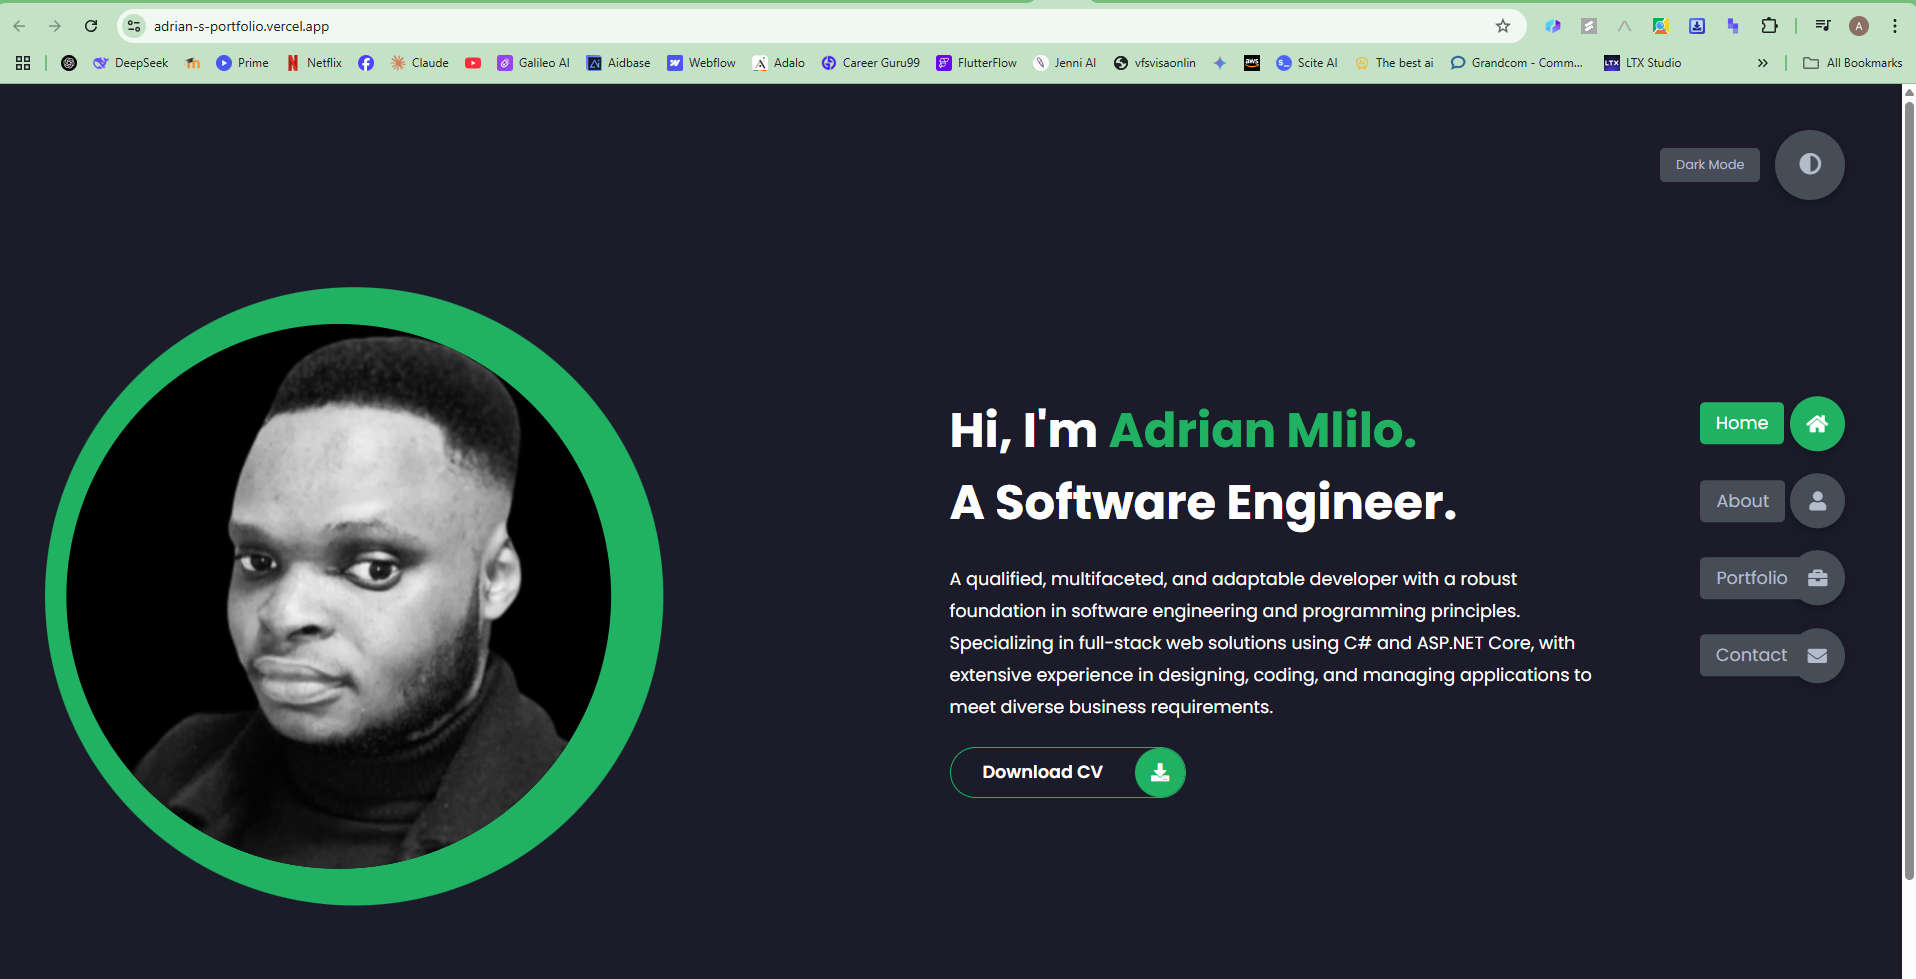 adrian-s-portfolio.vercel.app
A
DeepSeek
Prime
Netflix
Claude
Galileo AI
Aidbase
Webflow
Adalo
Career Guru99
FlutterFlow
Jenni AI
vfsvisaonlin
aws
Scite AI
The best ai
Grandcom - Comm...
LTX
LTX Studio
All Bookmarks
Dark Mode
Hi, I'm Adrian Mlilo.
A Software Engineer.
A qualified, multifaceted, and adaptable developer with a robust
foundation in software engineering and programming principles.
Specializing in full-stack web solutions using C# and ASP.NET Core, with
extensive experience in designing, coding, and managing applications to
meet diverse business requirements.
Download CV
Home
About
Portfolio
Contact